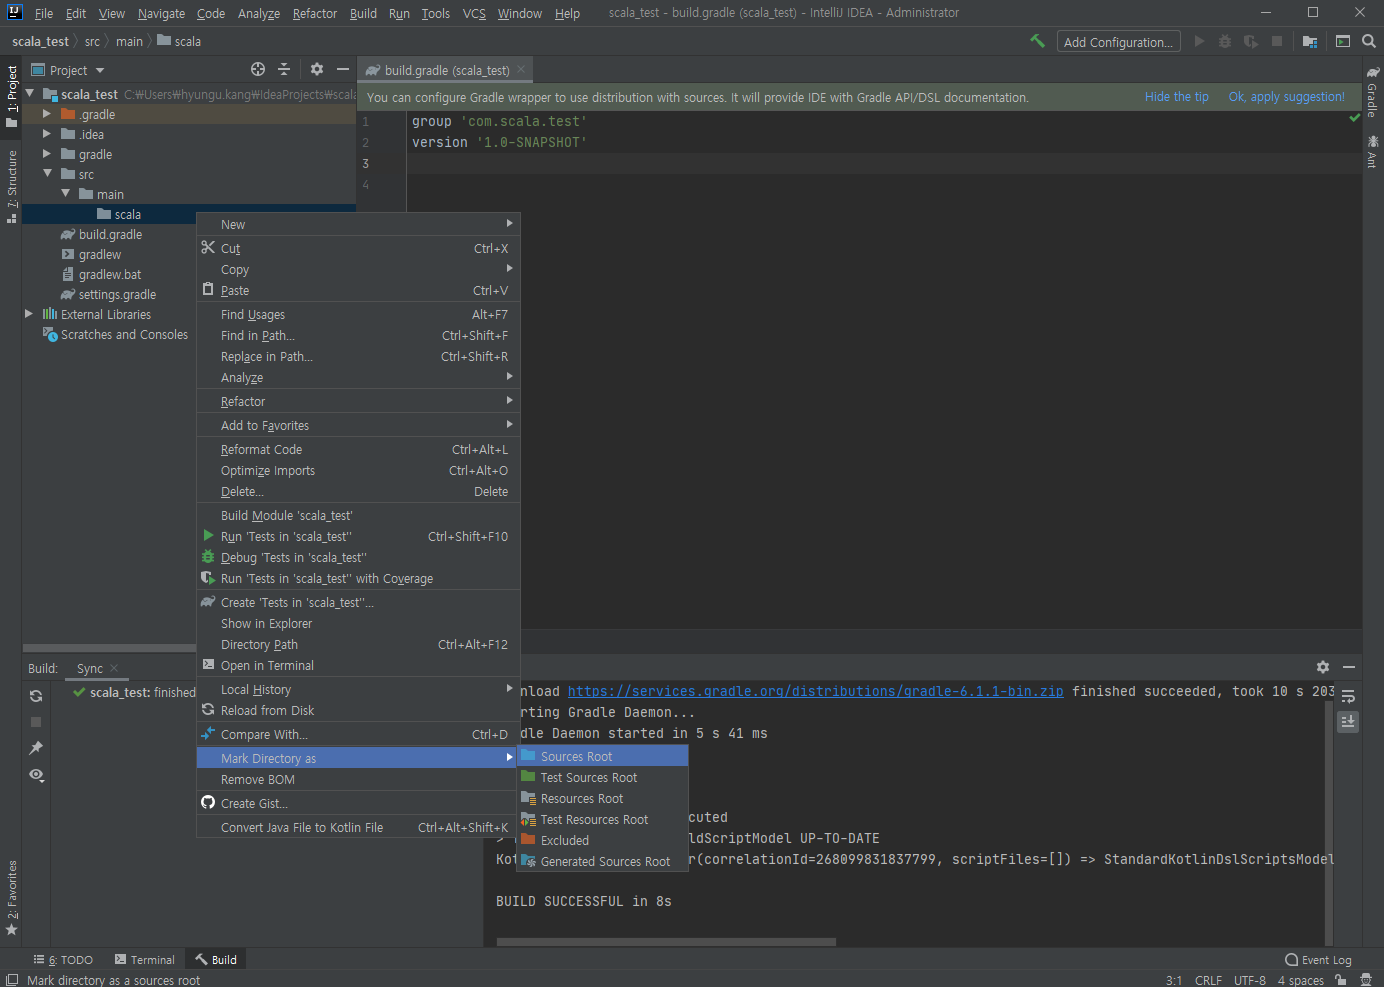 File Edit View Navigate Code Analyze Refactor Build Run Tools VCS Window Help scala_test - build.gradle (scala_test) - IntelliJ IDEA - Administrator
scala_test src main scala
Add Configuration...
1: Project
7: Structure
2: Favorites
Project
scala_test C:₩Users₩hyungu.kang₩IdeaProjects₩scala
.gradle
.idea
gradle
src
main
scala
build.gradle
gradlew
gradlew.bat
settings.gradle
External Libraries
Scratches and Consoles
build.gradle (scala_test)
You can configure Gradle wrapper to use distribution with sources. It will provide IDE with Gradle API/DSL documentation. Hide the tip Ok, apply suggestion!
1 group 'com.scala.test'
2 version '1.0-SNAPSHOT'
3
4
Gradle
Ant
New
Cut Ctrl+X
Copy
Paste Ctrl+V
Find Usages Alt+F7
Find in Path... Ctrl+Shift+F
Replace in Path... Ctrl+Shift+R
Analyze
Refactor
Add to Favorites
Reformat Code Ctrl+Alt+L
Optimize Imports Ctrl+Alt+O
Delete... Delete
Build Module 'scala_test'
Run 'Tests in 'scala_test'' Ctrl+Shift+F10
Debug 'Tests in 'scala_test''
Run 'Tests in 'scala_test'' with Coverage
Create 'Tests in 'scala_test''...
Show in Explorer
Directory Path Ctrl+Alt+F12
Open in Terminal
Local History
Reload from Disk
Compare With... Ctrl+D
Mark Directory as
Remove BOM
Create Gist...
Convert Java File to Kotlin File Ctrl+Alt+Shift+K
Sources Root
Test Sources Root
Resources Root
Test Resources Root
Excluded
Generated Sources Root
Build: Sync
scala_test: finished
nload https://services.gradle.org/distributions/gradle-6.1.1-bin.zip finished succeeded, took 10 s 203
rting Gradle Daemon...
dle Daemon started in 5 s 41 ms
cuted
ldScriptModel UP-TO-DATE
Kot r(correlationId=268099831837799, scriptFiles=[]) => StandardKotlinDslScriptsModel
BUILD SUCCESSFUL in 8s
6: TODO Terminal Build Event Log
Mark directory as a sources root 3:1 CRLF UTF-8 4 spaces